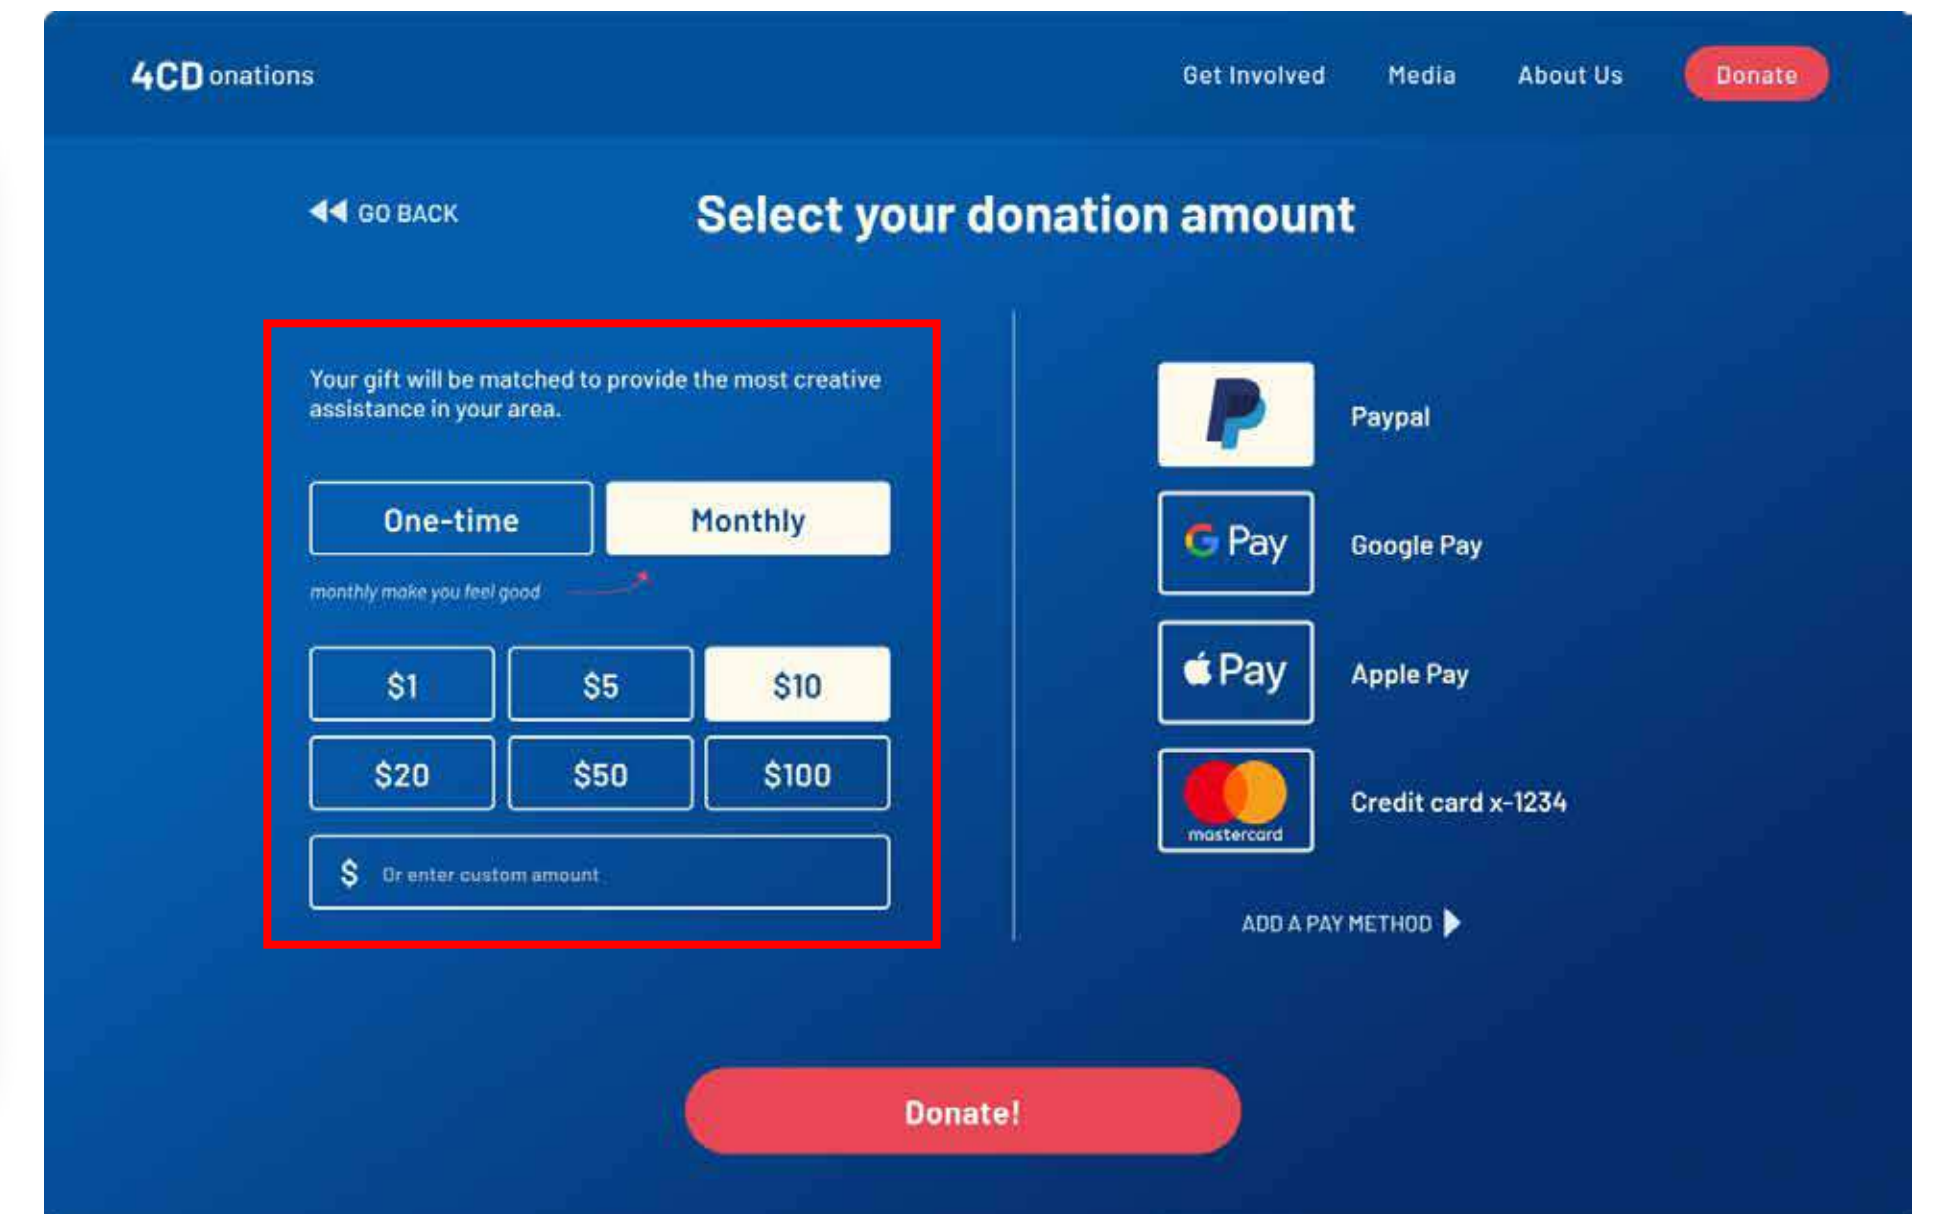 4CD onations
Get Involved
Media
About Us
Donate
GO BACK
Select your donation amount
Your gift will be matched to provide the most creative
assistance in your area.
One-time
Monthly
monthly make you feel good
$1
$5
$10
$20
$50
$100
$ Or enter custom amount
Paypal
G Pay
Google Pay
Pay
Apple Pay
mastercard
Credit card x-1234
ADD A PAY METHOD
Donate!